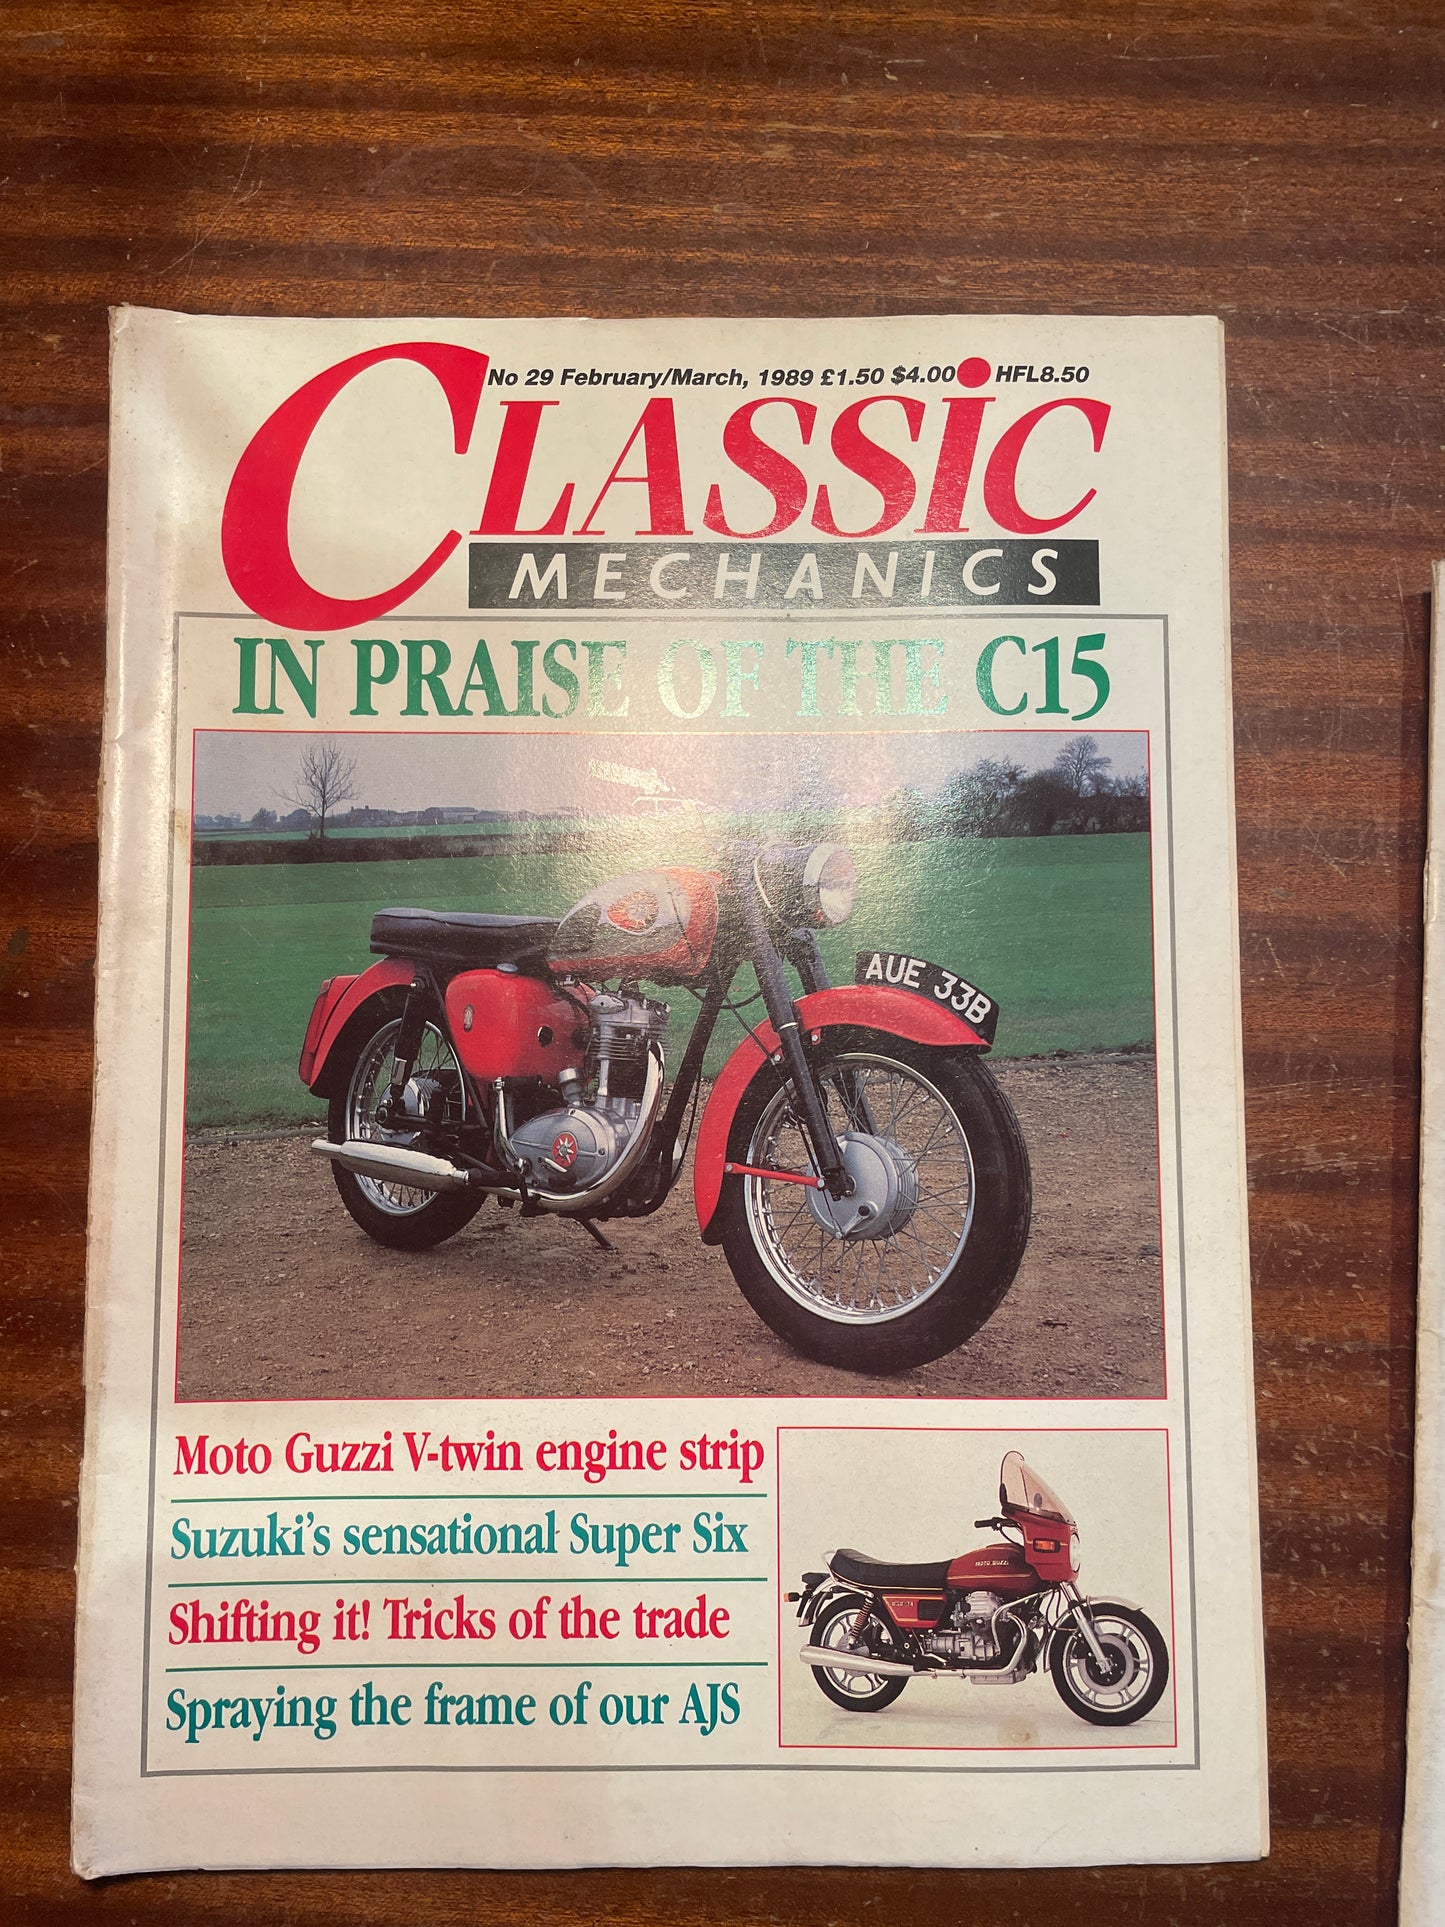 No 29 February/March, 1989 £1.50 $4.00 HFL8.50
CLASSiC
MECHANICS
IN PRAISE OF THE C15
AUE 33B
Moto Guzzi V-twin engine strip
Suzuki's sensational Super Six
Shifting it! Tricks of the trade
Spraying the frame of our AJS
MOTO GUZZI